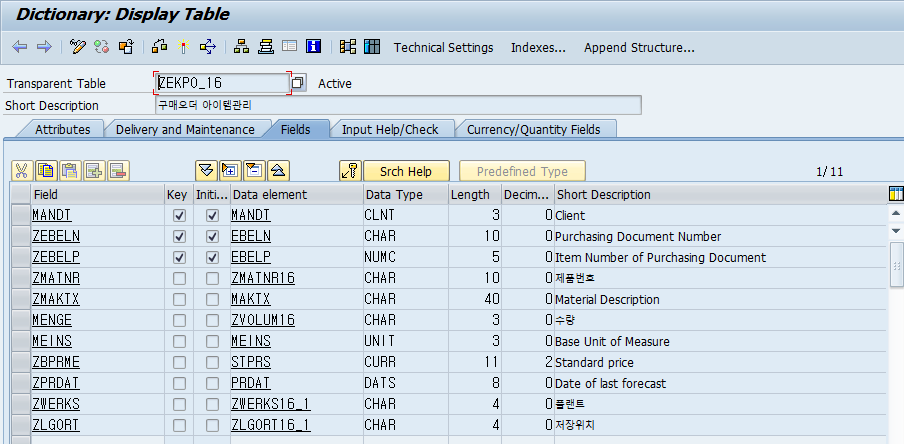 Dictionary: Display Table
Technical Settings Indexes... Append Structure...
Transparent Table ZEKPO_16 Active
Short Description 구매오더 아이템관리
Attributes Delivery and Maintenance Fields Input Help/Check Currency/Quantity Fields
Srch Help Predefined Type 1/ 11
Field Key Initi... Data element Data Type Length Decim... Short Description
MANDT MANDT CLNT 3 0 Client
ZEBELN EBELN CHAR 10 0 Purchasing Document Number
ZEBELP EBELP NUMC 5 0 Item Number of Purchasing Document
ZMATNR ZMATNR16 CHAR 10 0 제품번호
ZMAKTX MAKTX CHAR 40 0 Material Description
MENGE ZVOLUM16 CHAR 3 0 수량
MEINS MEINS UNIT 3 0 Base Unit of Measure
ZBPRME STPRS CURR 11 2 Standard price
ZPRDAT PRDAT DATS 8 0 Date of last forecast
ZWERKS ZWERKS16_1 CHAR 4 0 플랜트
ZLGORT ZLGORT16_1 CHAR 4 0 저장위치